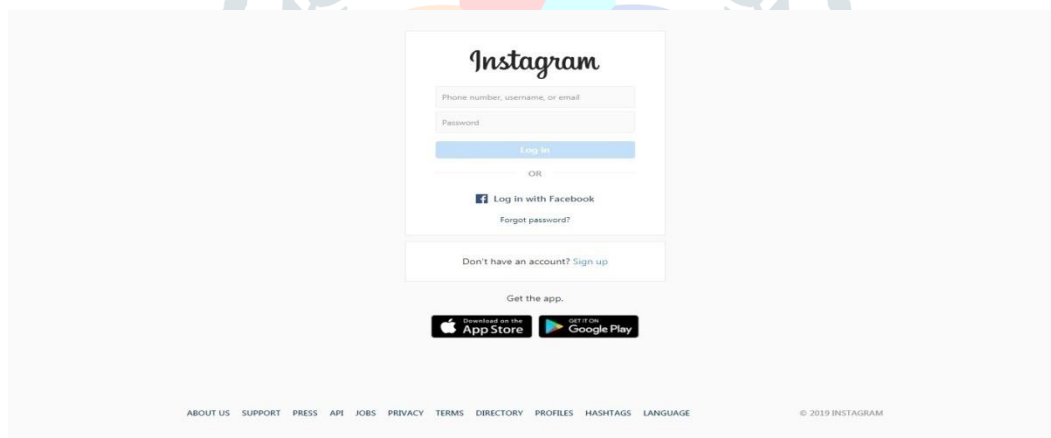 Instagram
Phone number, username, or email
Password
Log in
OR
Log in with Facebook
Forgot password?
Don't have an account? Sign up
Get the app.
Download on the
App Store
GET IT ON
Google Play
ABOUT US SUPPORT PRESS API JOBS PRIVACY TERMS DIRECTORY PROFILES HASHTAGS LANGUAGE © 2019 INSTAGRAM